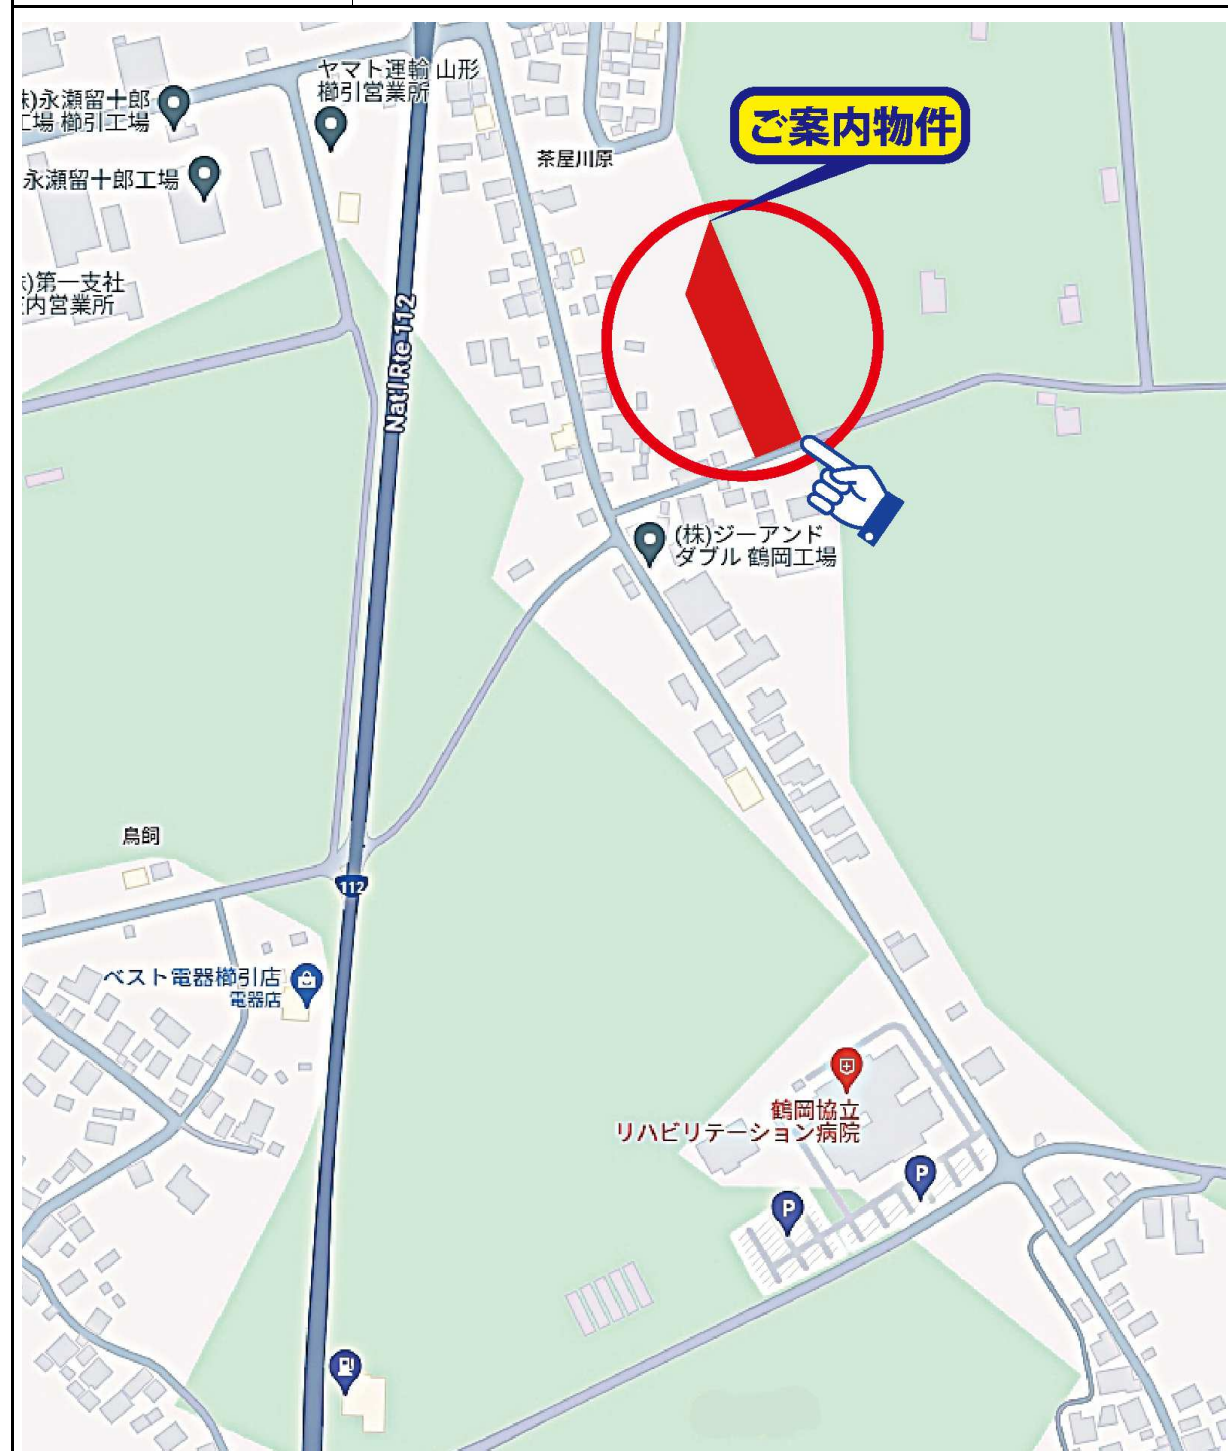 ヤマト運輸 山形
櫛引営業所
永瀬留十郎
工場 櫛引工場
ご案内物件
茶屋川原
永瀬留十郎工場
第一支社
内営業所
Nat'l Rte 112
(株)ジーアンド
ダブル 鶴岡工場
鳥飼
112
ベスト電器櫛引店
電器店
鶴岡協立
リハビリテーション病院
P
P